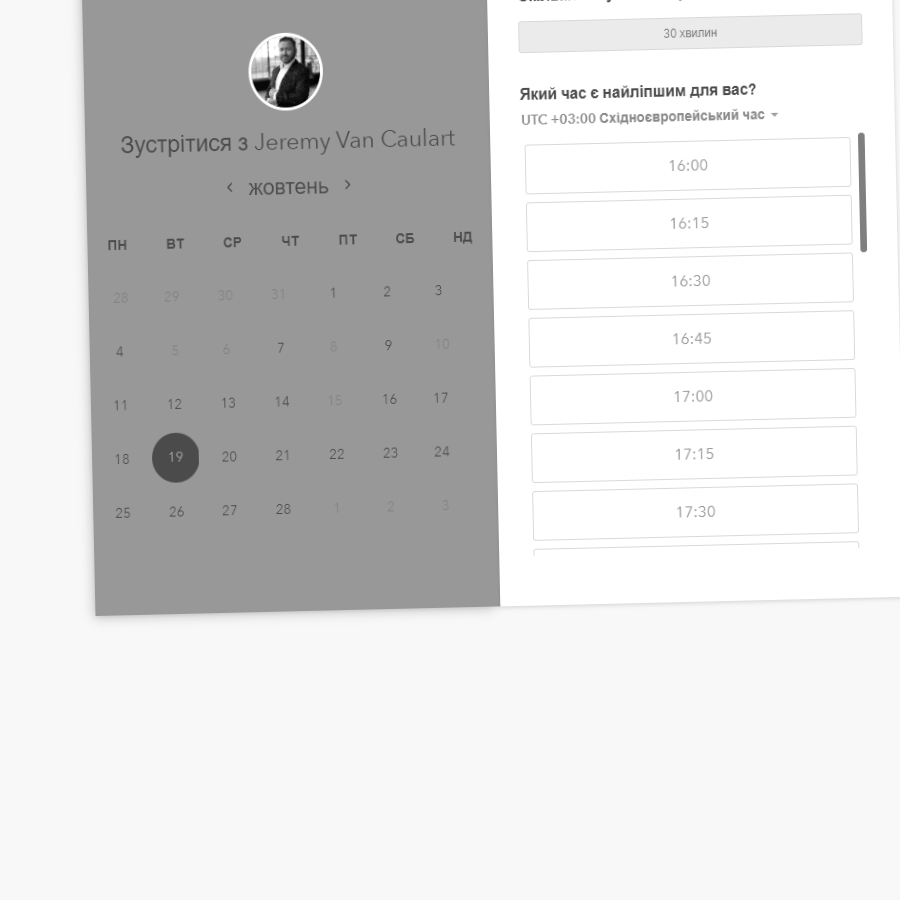 Зустрітися з Jeremy Van Caulart
‹ жовтень ›
ПН ВТ СР ЧТ ПТ СБ НД
28 29 30 31 1 2 3
4 5 6 7 8 9 10
11 12 13 14 15 16 17
18 19 20 21 22 23 24
25 26 27 28 1 2 3
30 хвилин
Який час є найліпшим для вас?
UTC +03:00 Східноєвропейський час
16:00
16:15
16:30
16:45
17:00
17:15
17:30